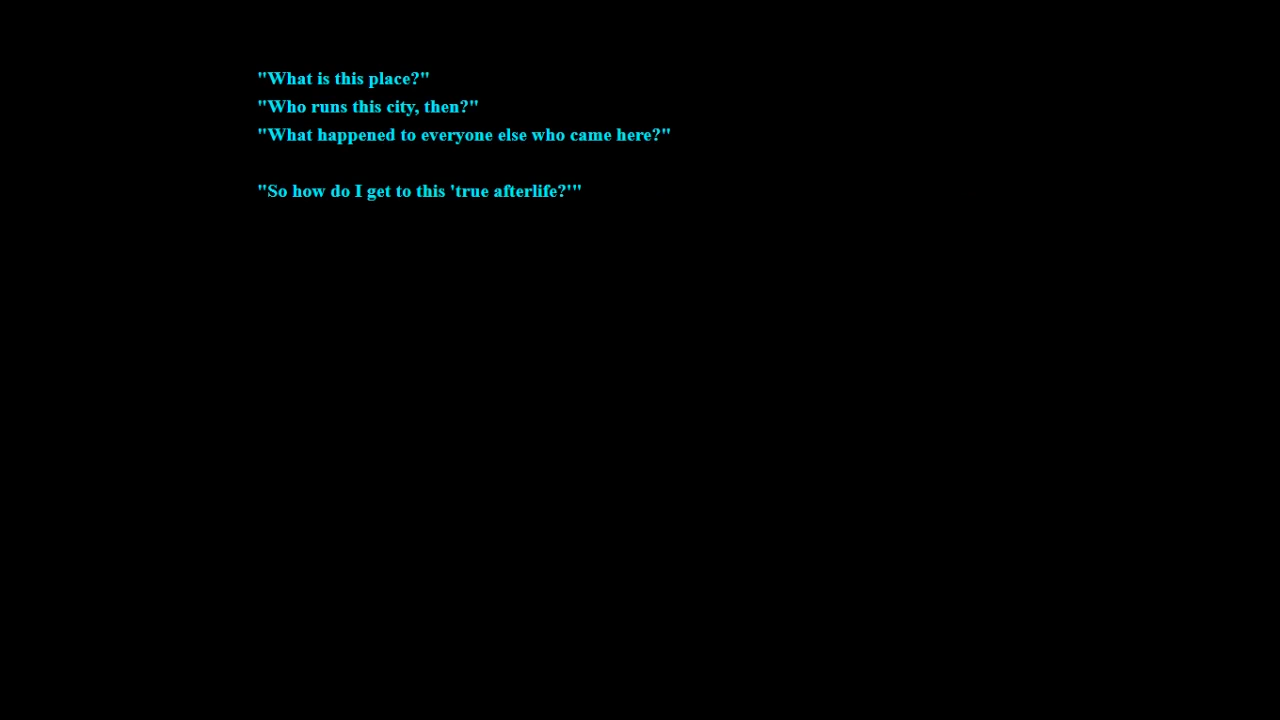 "What is this place?"
"Who runs this city, then?"
"What happened to everyone else who came here?"
"So how do I get to this 'true afterlife?'"